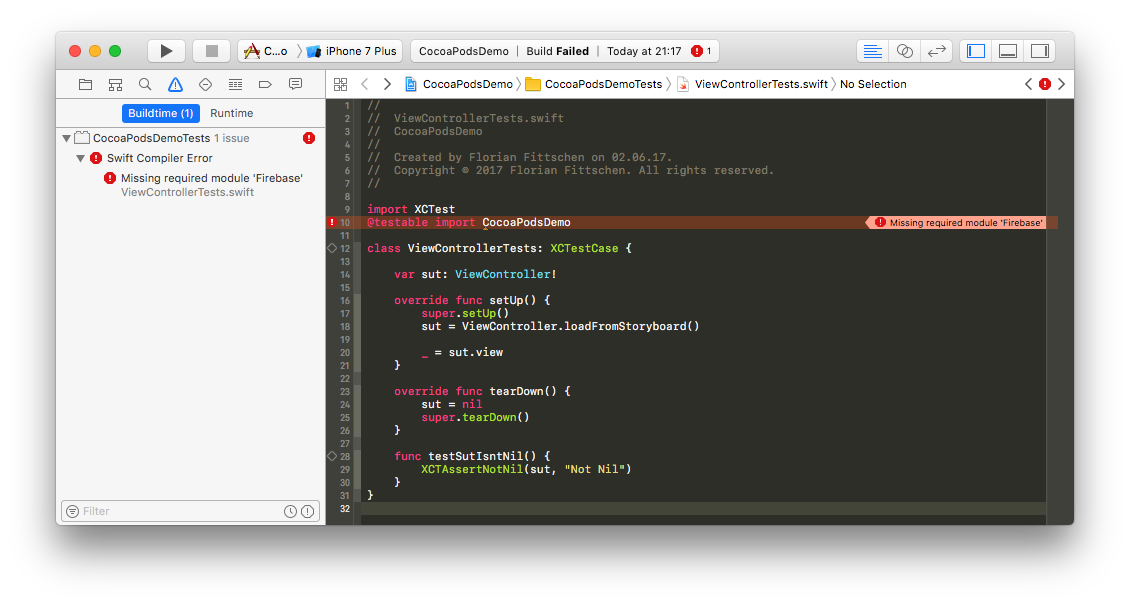 C...o
iPhone 7 Plus
CocoaPodsDemo | Build Failed | Today at 21:17
1
CocoaPodsDemo
CocoaPodsDemoTests
ViewControllerTests.swift
No Selection
Buildtime (1)
Runtime
CocoaPodsDemoTests 1 issue
Swift Compiler Error
Missing required module 'Firebase'
ViewControllerTests.swift
Filter
1 //
2 //  ViewControllerTests.swift
3 //  CocoaPodsDemo
4 //
5 //  Created by Florian Fittschen on 02.06.17.
6 //  Copyright © 2017 Florian Fittschen. All rights reserved.
7 //
8
9 import XCTest
10 @testable import CocoaPodsDemo Missing required module 'Firebase'
11
12 class ViewControllerTests: XCTestCase {
13
14     var sut: ViewController!
15
16     override func setUp() {
17         super.setUp()
18         sut = ViewController.loadFromStoryboard()
19
20         _ = sut.view
21     }
22
23     override func tearDown() {
24         sut = nil
25         super.tearDown()
26     }
27
28     func testSutIsntNil() {
29         XCTAssertNotNil(sut, "Not Nil")
30     }
31 }
32